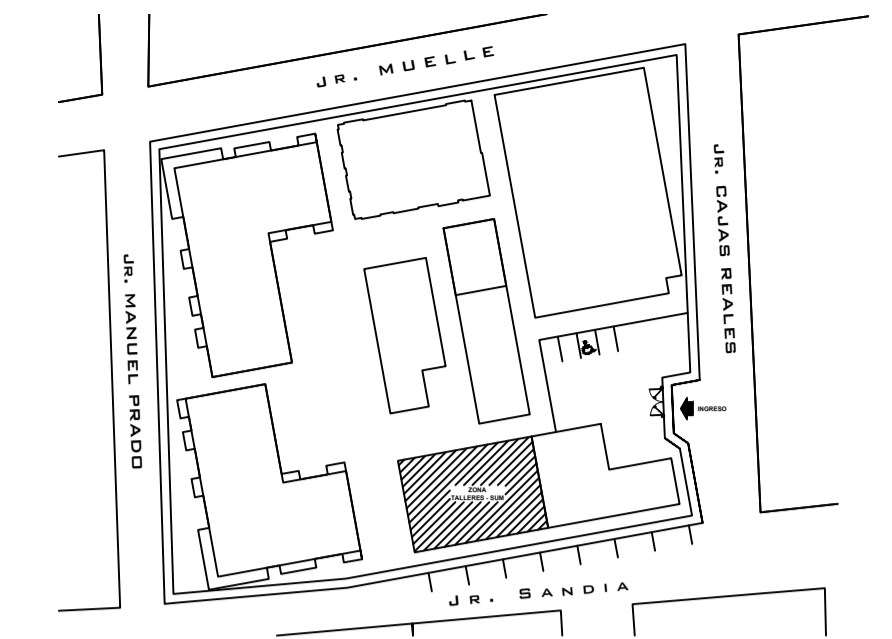 JR. MUELLE
JR. CAJAS REALES
JR. MANUEL PRADO
INGRESO
ZONA
TALLERES - SUM
JR. SANDIA